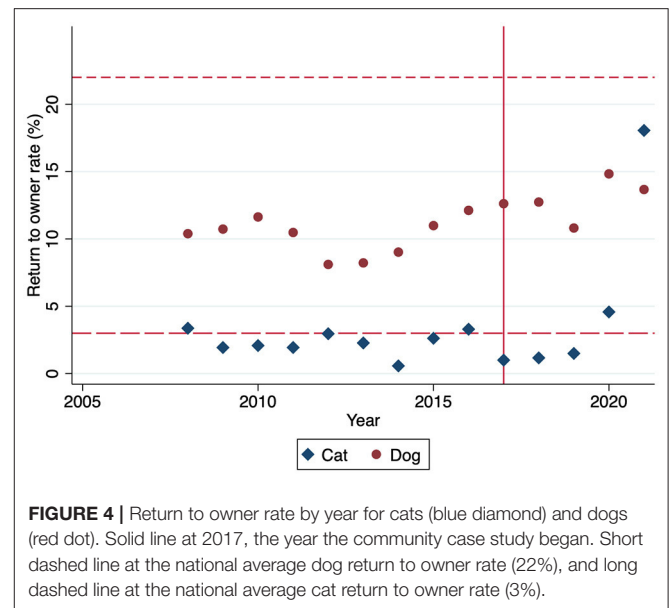 Return to owner rate (%)
20
15
10
5
0
2005 2010 2015 2020
Year
Cat Dog
FIGURE 4 | Return to owner rate by year for cats (blue diamond) and dogs
(red dot). Solid line at 2017, the year the community case study began. Short
dashed line at the national average dog return to owner rate (22%), and long
dashed line at the national average cat return to owner rate (3%).